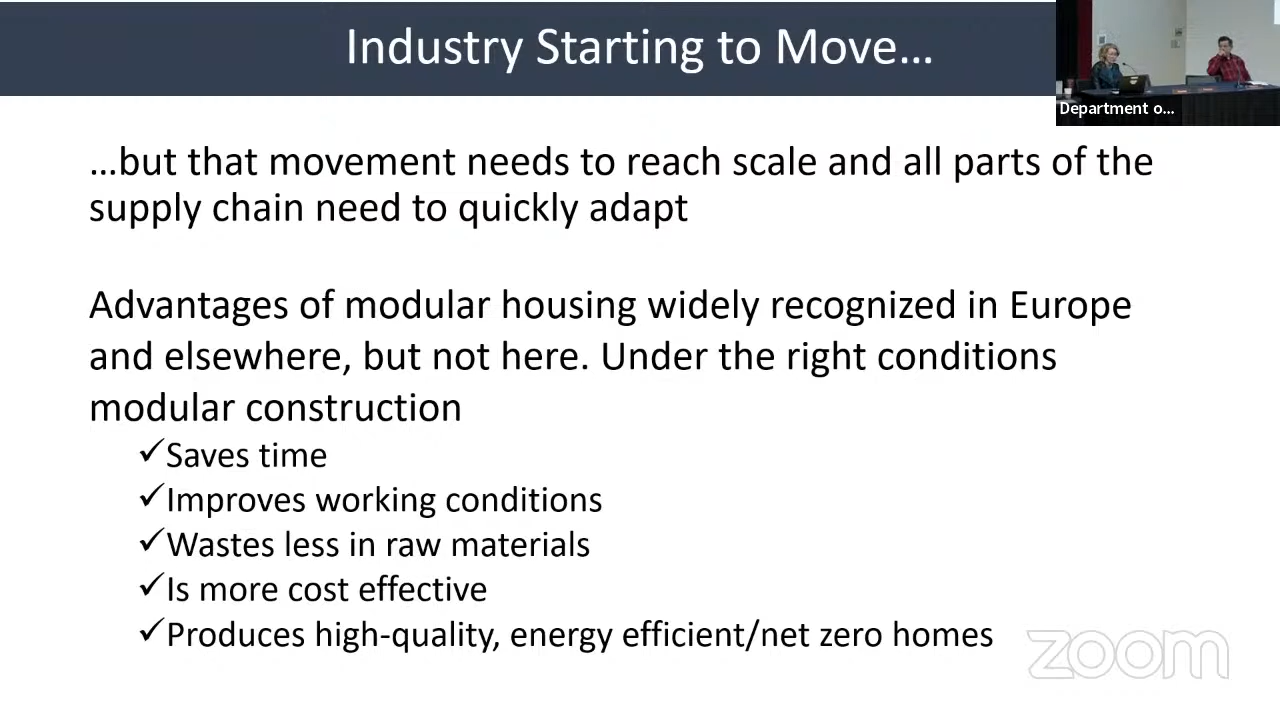 Industry Starting to Move...
Department o...
...but that movement needs to reach scale and all parts of the
supply chain need to quickly adapt
Advantages of modular housing widely recognized in Europe
and elsewhere, but not here. Under the right conditions
modular construction
✓Saves time
✓Improves working conditions
✓Wastes less in raw materials
✓Is more cost effective
✓Produces high-quality, energy efficient/net zero homes
zoom